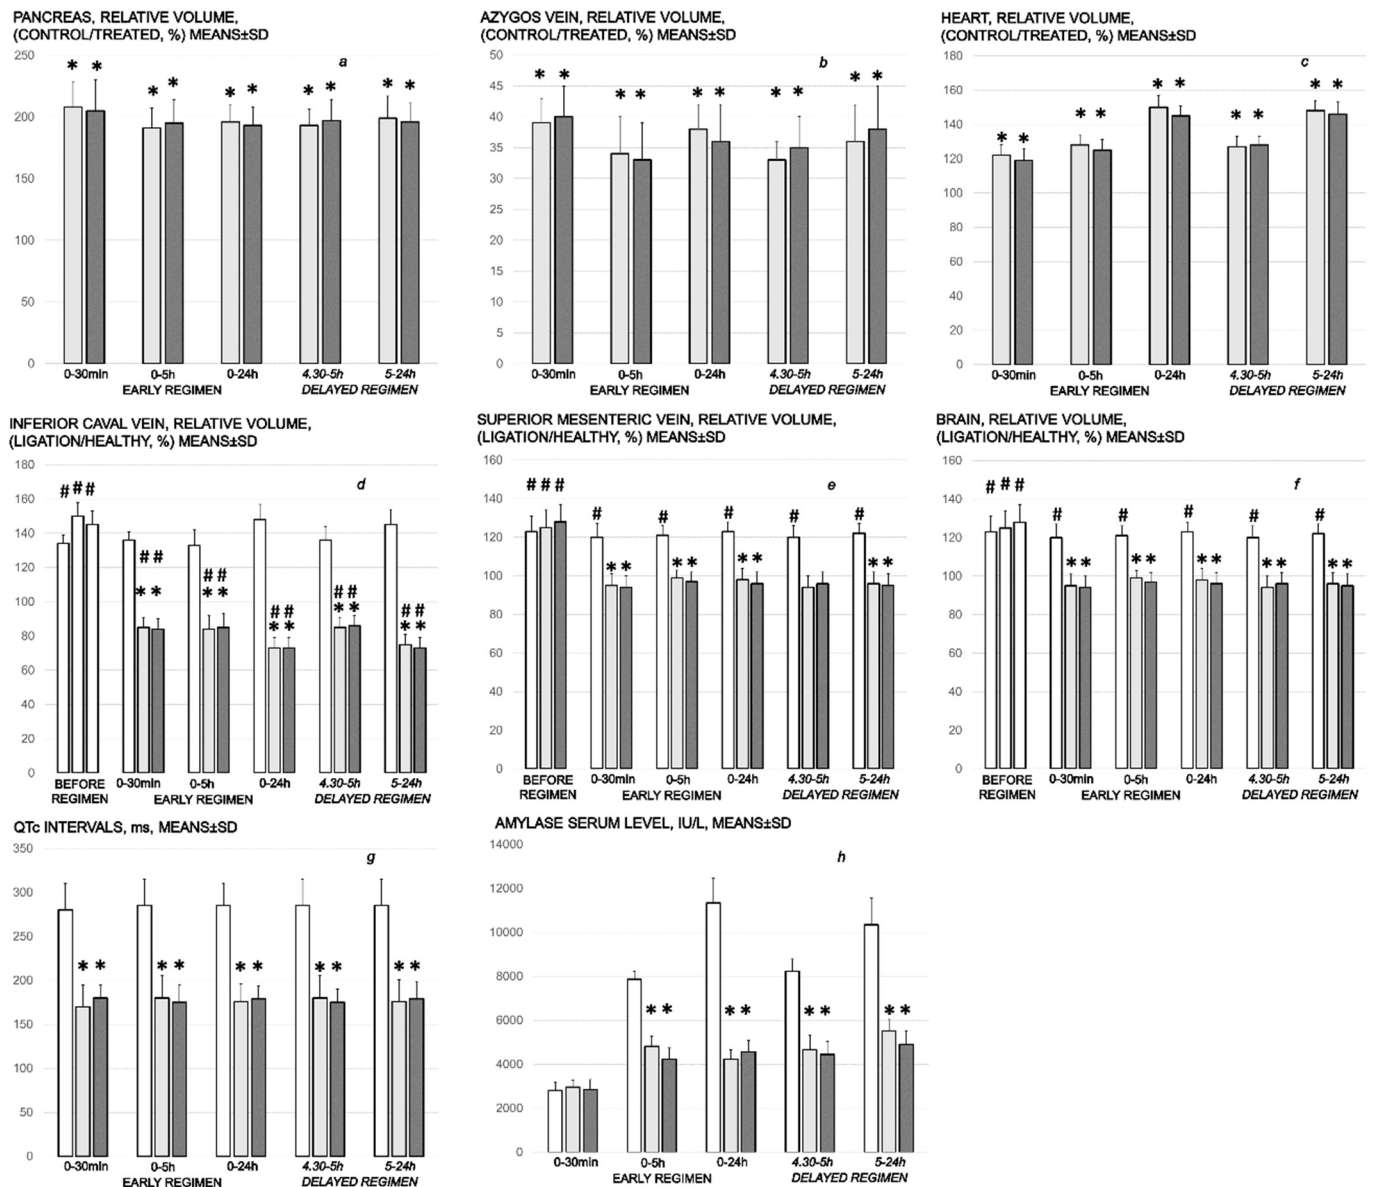 PANCREAS, RELATIVE VOLUME,
(CONTROL/TREATED, %) MEANS±SD
250
200
150
100
50
0
a
* * * * * * * * * *
0-30min 0-5h 0-24h 4.30-5h 5-24h
EARLY REGIMEN DELAYED REGIMEN
AZYGOS VEIN, RELATIVE VOLUME,
(CONTROL/TREATED, %) MEANS±SD
50
45
40
35
30
25
20
15
10
5
0
b
* * * * * * * * * *
0-30min 0-5h 0-24h 4.30-5h 5-24h
EARLY REGIMEN DELAYED REGIMEN
HEART, RELATIVE VOLUME,
(CONTROL/TREATED, %) MEANS±SD
180
160
140
120
100
80
60
40
20
0
c
* * * * * * * * * *
0-30min 0-5h 0-24h 4.30-5h 5-24h
EARLY REGIMEN DELAYED REGIMEN
INFERIOR CAVAL VEIN, RELATIVE VOLUME,
(LIGATION/HEALTHY, %) MEANS±SD
180
160
140
120
100
80
60
40
20
0
d
# # #
# # # # # # # # # #
* * * * * * * * * *
BEFORE 0-30min 0-5h 0-24h 4.30-5h 5-24h
REGIMEN EARLY REGIMEN DELAYED REGIMEN
SUPERIOR MESENTERIC VEIN, RELATIVE VOLUME,
(LIGATION/HEALTHY, %) MEANS±SD
160
140
120
100
80
60
40
20
0
e
# # # # # # # #
* * * * * * * *
BEFORE 0-30min 0-5h 0-24h 4.30-5h 5-24h
REGIMEN EARLY REGIMEN DELAYED REGIMEN
BRAIN, RELATIVE VOLUME,
(LIGATION/HEALTHY, %) MEANS±SD
160
140
120
100
80
60
40
20
0
f
# # # # # # # #
* * * * * * * * * *
BEFORE 0-30min 0-5h 0-24h 4.30-5h 5-24h
REGIMEN EARLY REGIMEN DELAYED REGIMEN
QTc INTERVALS, ms, MEANS±SD
350
300
250
200
150
100
50
0
g
* * * * * * * * * *
0-30min 0-5h 0-24h 4.30-5h 5-24h
EARLY REGIMEN DELAYED REGIMEN
AMYLASE SERUM LEVEL, IU/L, MEANS±SD
14000
12000
10000
8000
6000
4000
2000
0
h
* * * * * * * *
0-30min 0-5h 0-24h 4.30-5h 5-24h
EARLY REGIMEN DELAYED REGIMEN